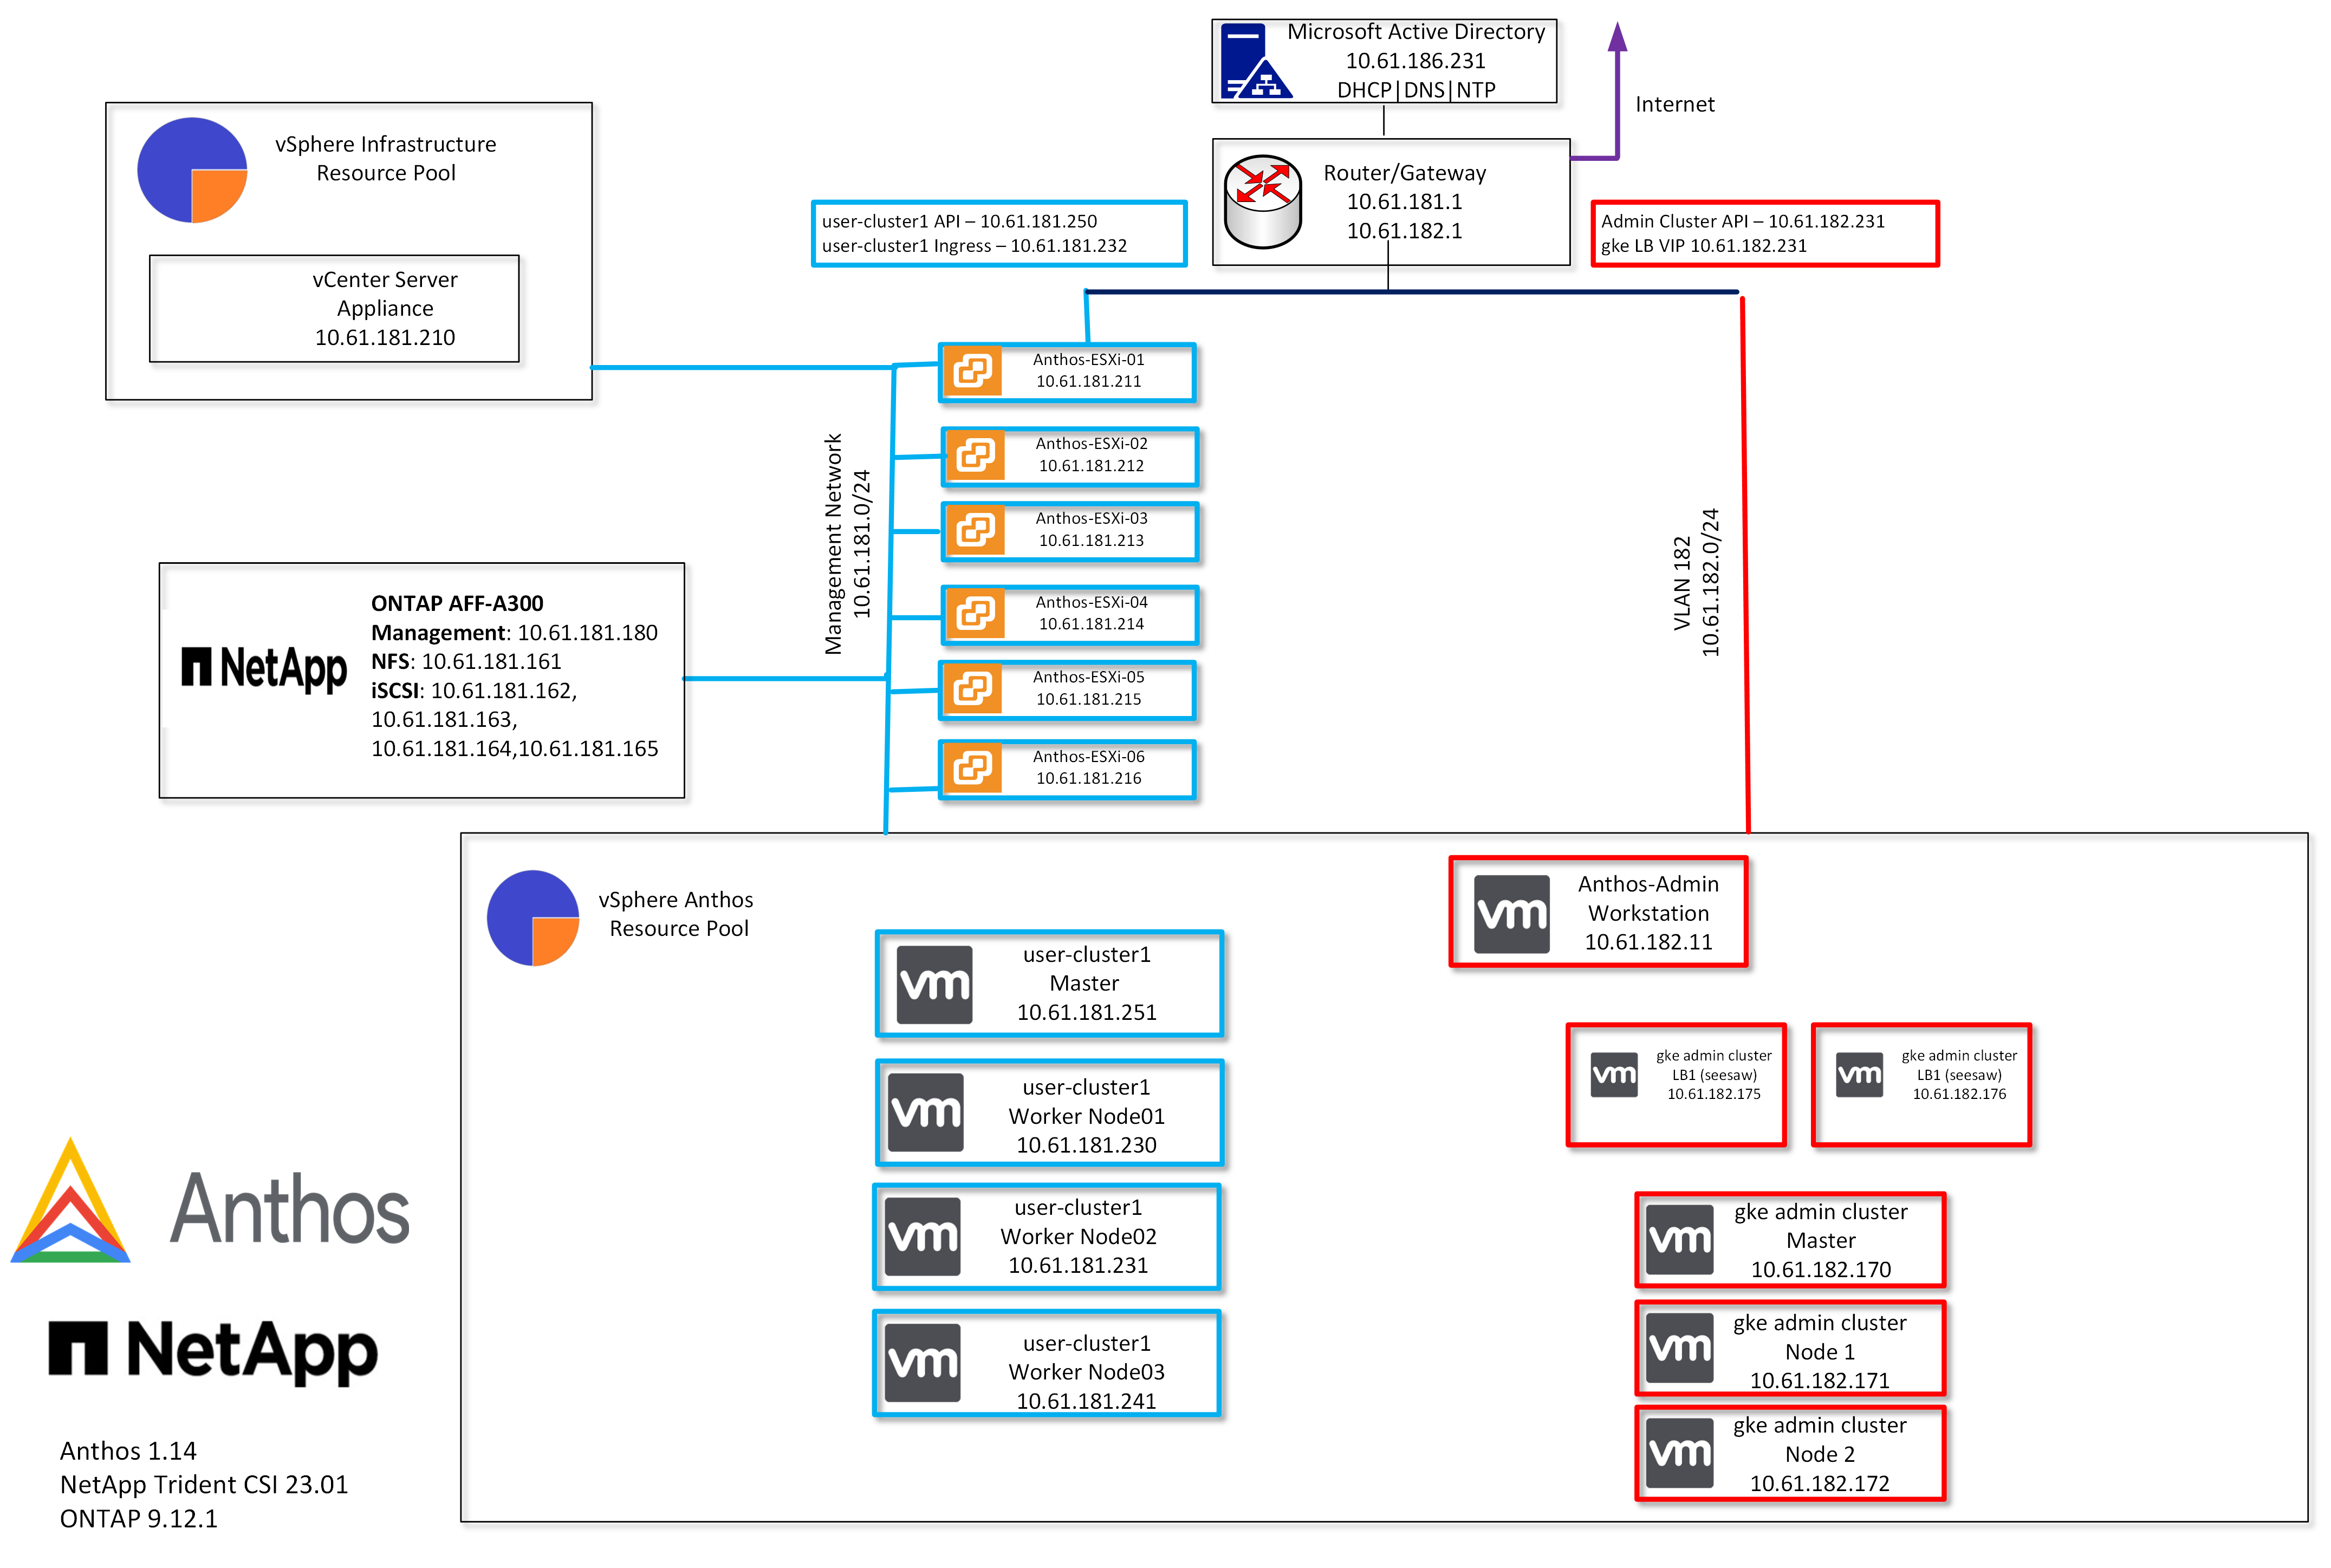 Microsoft Active Directory
10.61.186.231
DHCP|DNS|NTP
Internet
vSphere Infrastructure
Resource Pool
vCenter Server
Appliance
10.61.181.210
Router/Gateway
10.61.181.1
10.61.182.1
user-cluster1 API – 10.61.181.250
user-cluster1 Ingress – 10.61.181.232
Admin Cluster API – 10.61.182.231
gke LB VIP 10.61.182.231
Anthos-ESXi-01
10.61.181.211
Anthos-ESXi-02
10.61.181.212
Anthos-ESXi-03
10.61.181.213
Anthos-ESXi-04
10.61.181.214
Anthos-ESXi-05
10.61.181.215
Anthos-ESXi-06
10.61.181.216
Management Network
10.61.181.0/24
VLAN 182
10.61.182.0/24
NetApp
ONTAP AFF-A300
Management: 10.61.181.180
NFS: 10.61.181.161
iSCSI: 10.61.181.162,
10.61.181.163,
10.61.181.164,10.61.181.165
vSphere Anthos
Resource Pool
vm
user-cluster1
Master
10.61.181.251
vm
user-cluster1
Worker Node01
10.61.181.230
vm
user-cluster1
Worker Node02
10.61.181.231
vm
user-cluster1
Worker Node03
10.61.181.241
vm
Anthos-Admin
Workstation
10.61.182.11
vm
gke admin cluster
LB1 (seesaw)
10.61.182.175
vm
gke admin cluster
LB1 (seesaw)
10.61.182.176
vm
gke admin cluster
Master
10.61.182.170
vm
gke admin cluster
Node 1
10.61.182.171
vm
gke admin cluster
Node 2
10.61.182.172
Anthos
NetApp
Anthos 1.14
NetApp Trident CSI 23.01
ONTAP 9.12.1